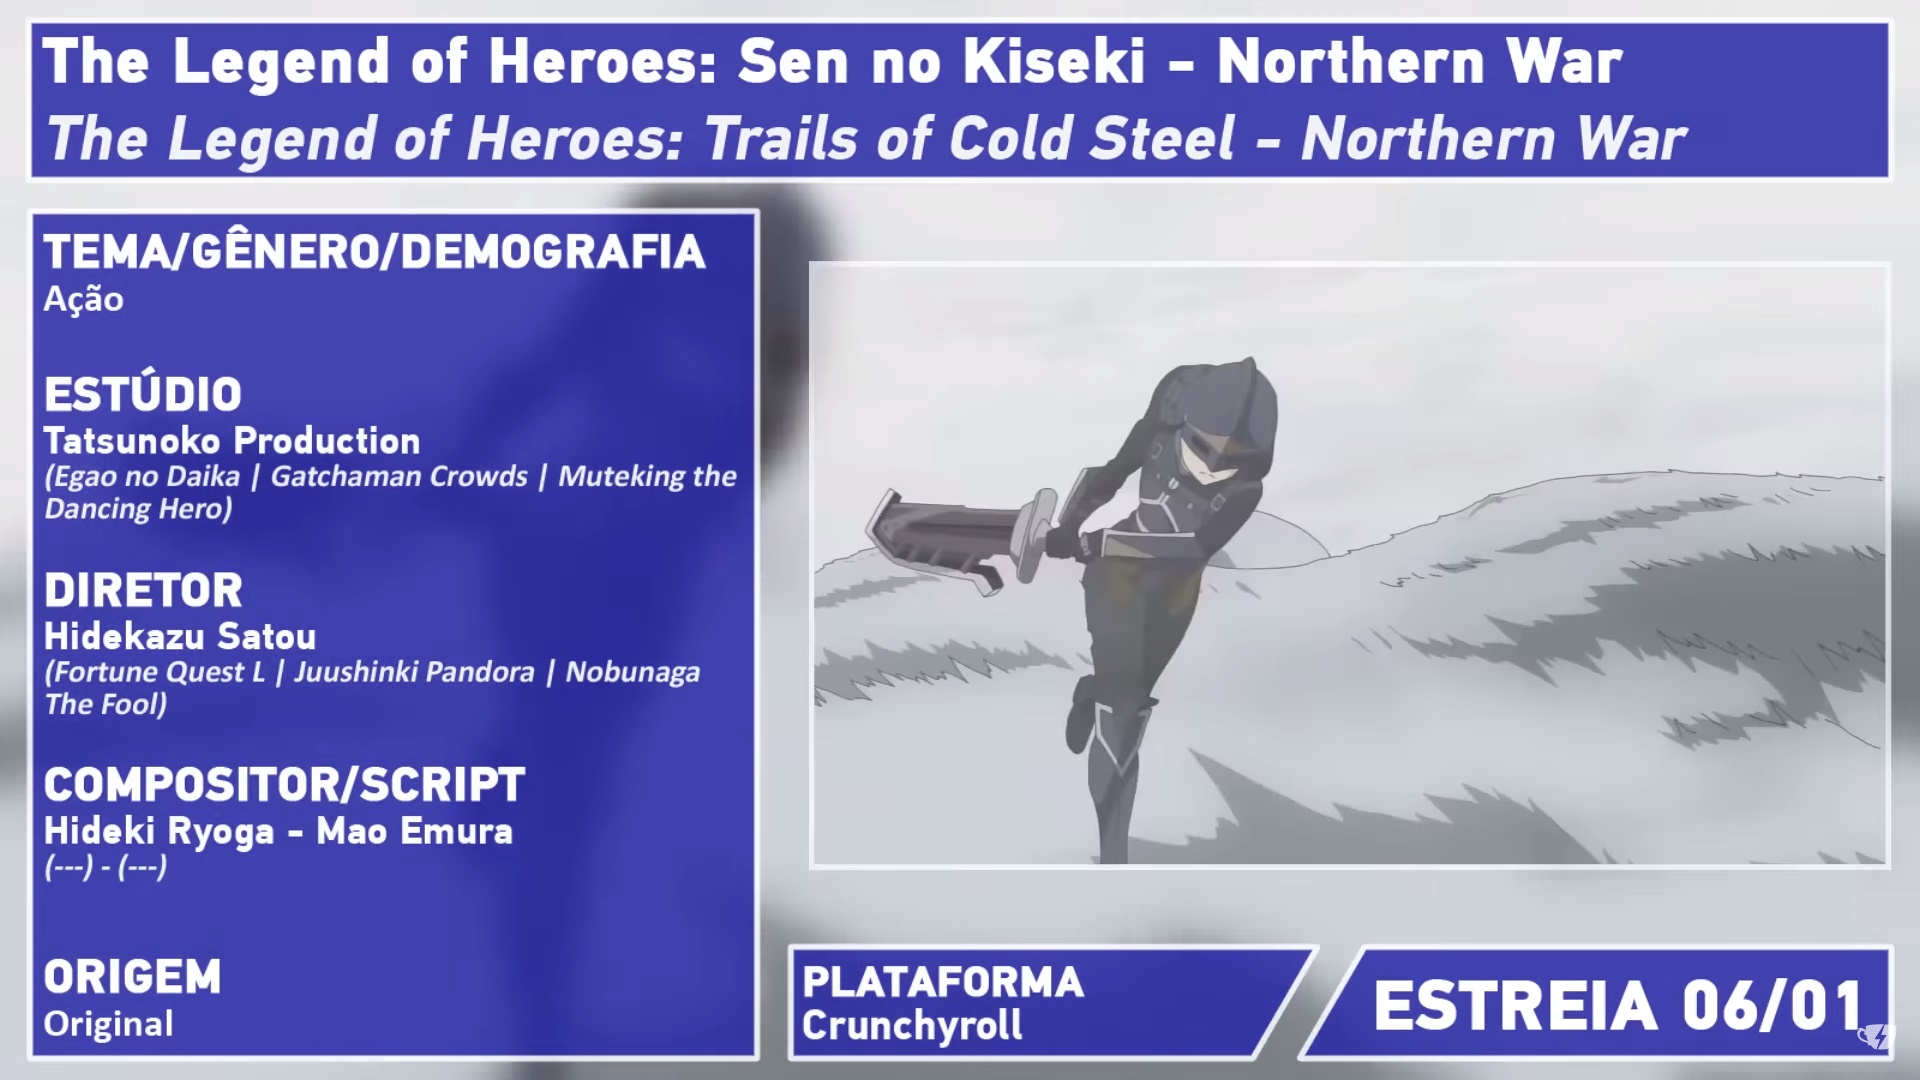 The Legend of Heroes: Sen no Kiseki - Northern War
The Legend of Heroes: Trails of Cold Steel - Northern War
TEMA/GÊNERO/DEMOGRAFIA
Ação
ESTÚDIO
Tatsunoko Production
(Egao no Daika | Gatchaman Crowds | Muteking the
Dancing Hero)
DIRETOR
Hidekazu Satou
(Fortune Quest L | Juushinki Pandora | Nobunaga
The Fool)
COMPOSITOR/SCRIPT
Hideki Ryoga - Mao Emura
(---) - (---)
ORIGEM
Original
PLATAFORMA
Crunchyroll
ESTREIA 06/01